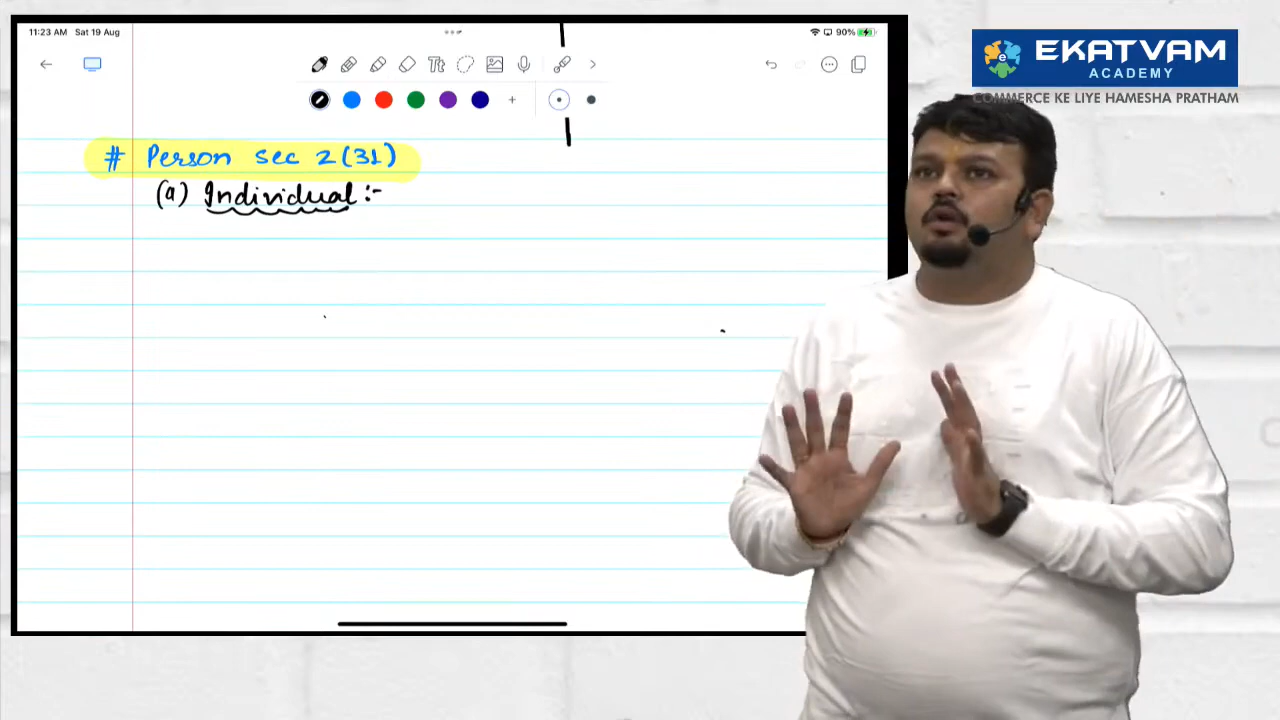 11:23 AM Sat 19 Aug
90%
EKATVAM
ACADEMY
COMMERCE KE LIYE HAMESHA PRATHAM
Tt
# Person sec 2(31)
(a) Individual :-